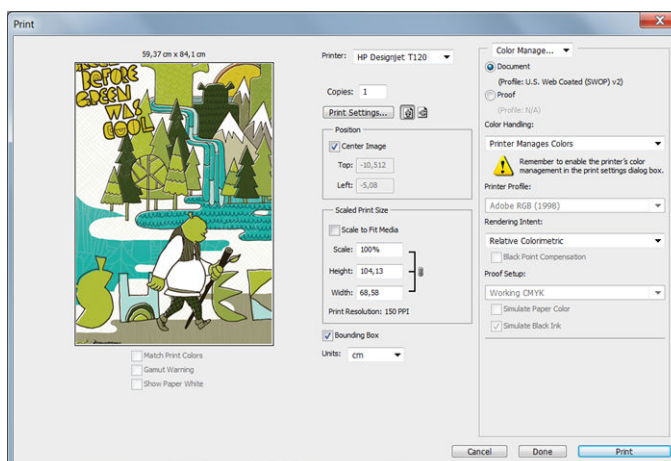 Print
59,37 cm x 84,1 cm
BEFORE
GREEN
WAS
COOL
SHREK
Match Print Colors
Gamut Warning
Show Paper White
Printer: HP Designjet T120
Copies: 1
Print Settings...
Position
Center Image
Top: -10,512
Left: -5,08
Scaled Print Size
Scale to Fit Media
Scale: 100%
Height: 104,13
Width: 68,58
Print Resolution: 150 PPI
Bounding Box
Units: cm
Color Manage...
Document
(Profile: U.S. Web Coated (SWOP) v2)
Proof
(Profile: N/A)
Color Handling:
Printer Manages Colors
Remember to enable the printer's color
management in the print settings dialog box.
Printer Profile:
Adobe RGB (1998)
Rendering Intent:
Relative Colorimetric
Black Point Compensation
Proof Setup:
Working CMYK
Simulate Paper Color
Simulate Black Ink
Cancel
Done
Print